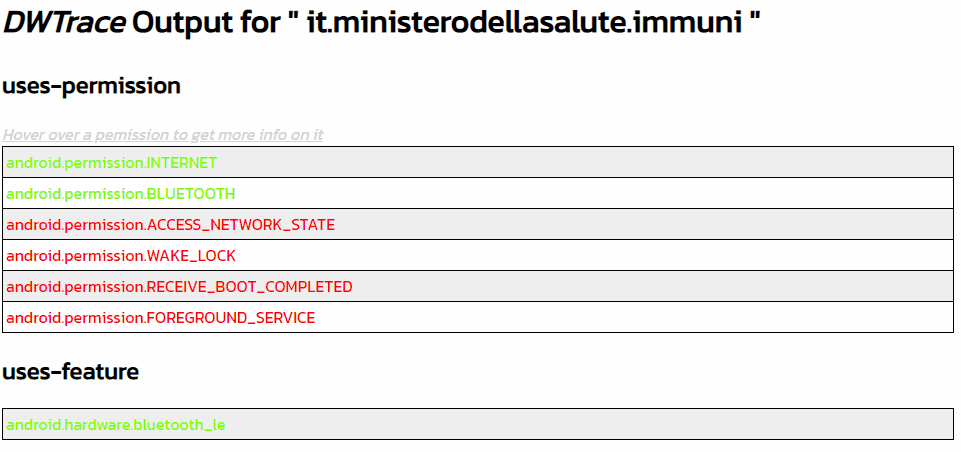 DWTrace Output for " it.ministerodellasalute.immuni "
uses-permission
Hover over a pemission to get more info on it
android.permission.INTERNET
android.permission.BLUETOOTH
android.permission.ACCESS_NETWORK_STATE
android.permission.WAKE_LOCK
android.permission.RECEIVE_BOOT_COMPLETED
android.permission.FOREGROUND_SERVICE
uses-feature
android.hardware.bluetooth_le